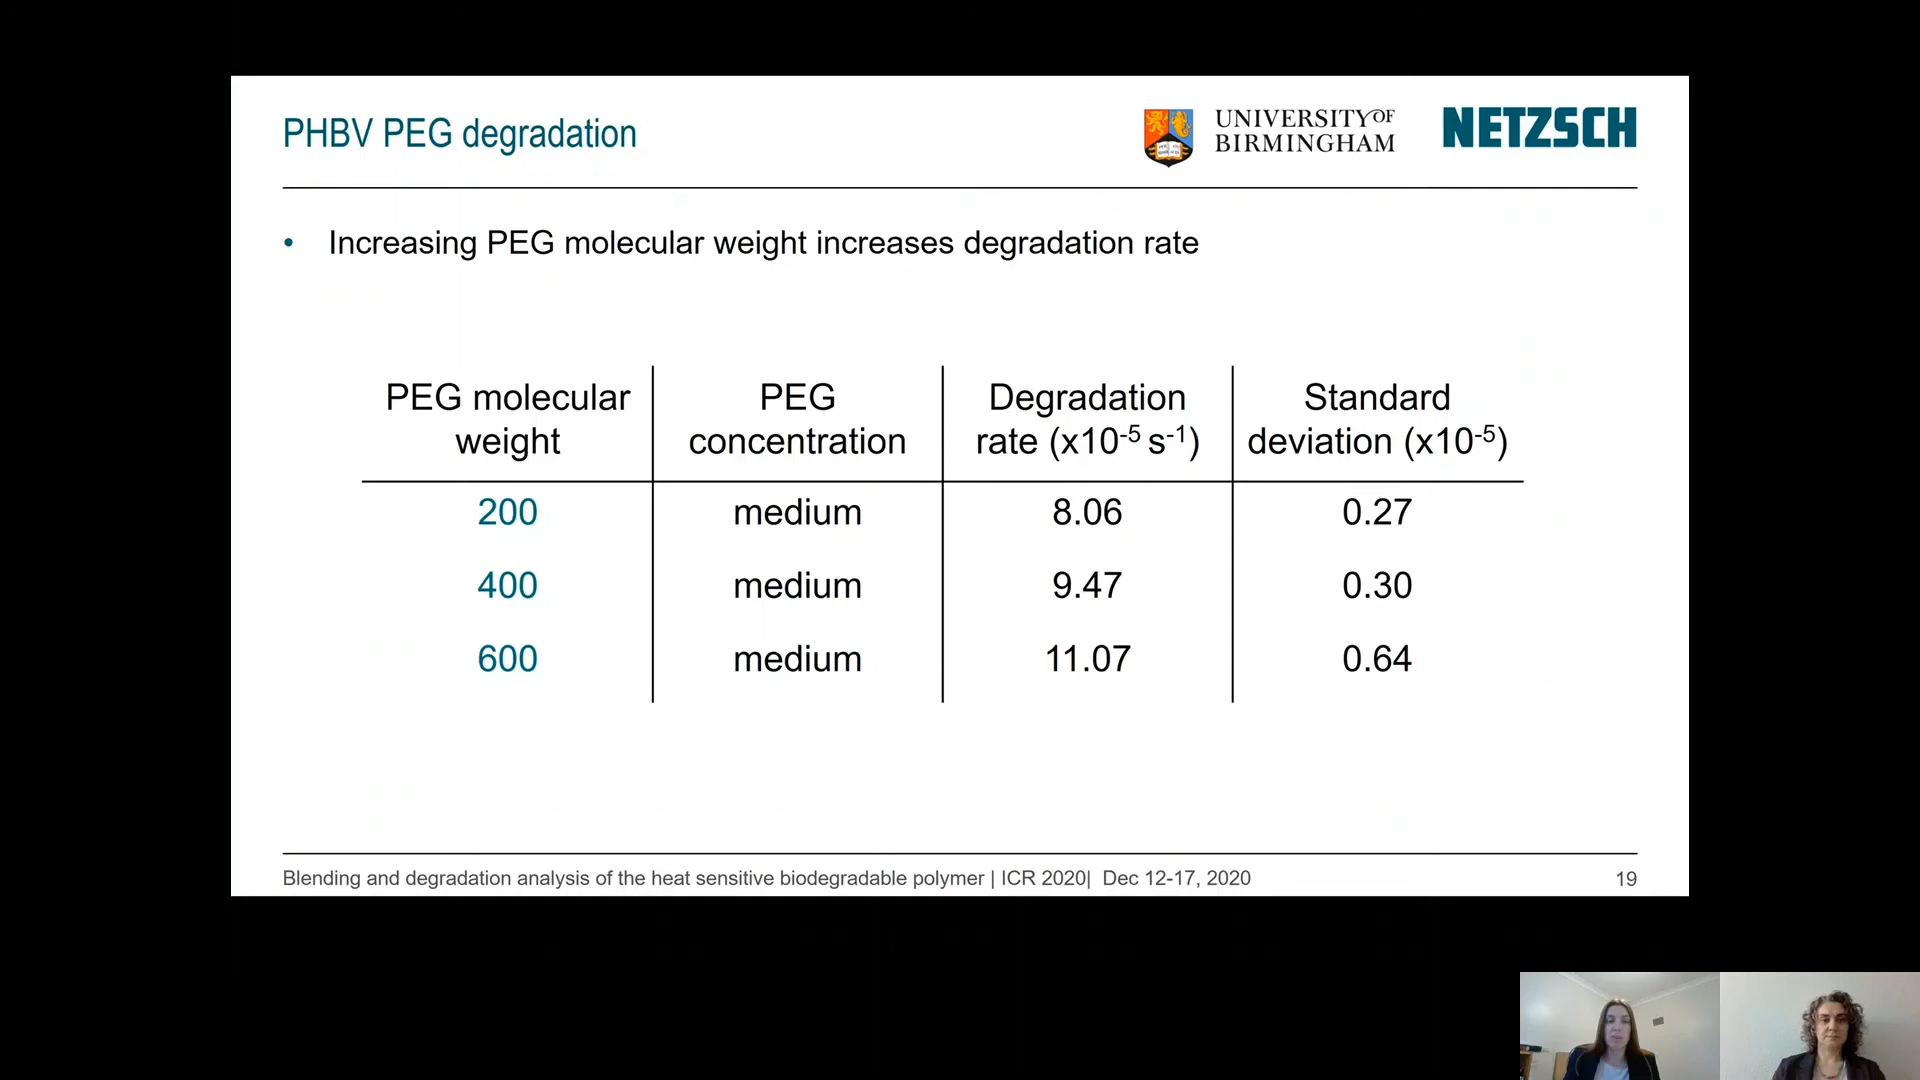 PHBV PEG degradation
UNIVERSITY OF
BIRMINGHAM
NETZSCH
• Increasing PEG molecular weight increases degradation rate
PEG molecular weight | PEG concentration | Degradation rate (x10⁻⁵ s⁻¹) | Standard deviation (x10⁻⁵)
200 | medium | 8.06 | 0.27
400 | medium | 9.47 | 0.30
600 | medium | 11.07 | 0.64
Blending and degradation analysis of the heat sensitive biodegradable polymer | ICR 2020| Dec 12-17, 2020
19